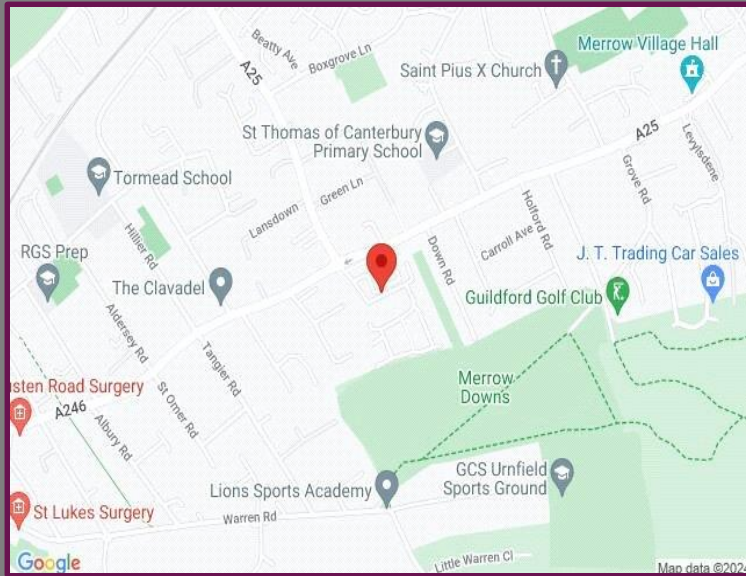 Beatty Ave
Boxgrove Ln
A25
Saint Pius X Church
Merrow Village Hall
St Thomas of Canterbury
Primary School
A25
Levylsdene
Tormead School
Green Ln
Lansdown
Grove Rd
Holford Rd
Hillier Rd
RGS Prep
The Clavadel
Down Rd
Carroll Ave
J. T. Trading Car Sales
Guildford Golf Club
Aldersey Rd
Tangier Rd
Merrow
Downs
usten Road Surgery
A246
St Omer Rd
Albury Rd
Lions Sports Academy
GCS Urnfield
Sports Ground
St Lukes Surgery
Warren Rd
Little Warren Cl
Google
Map data ©2024